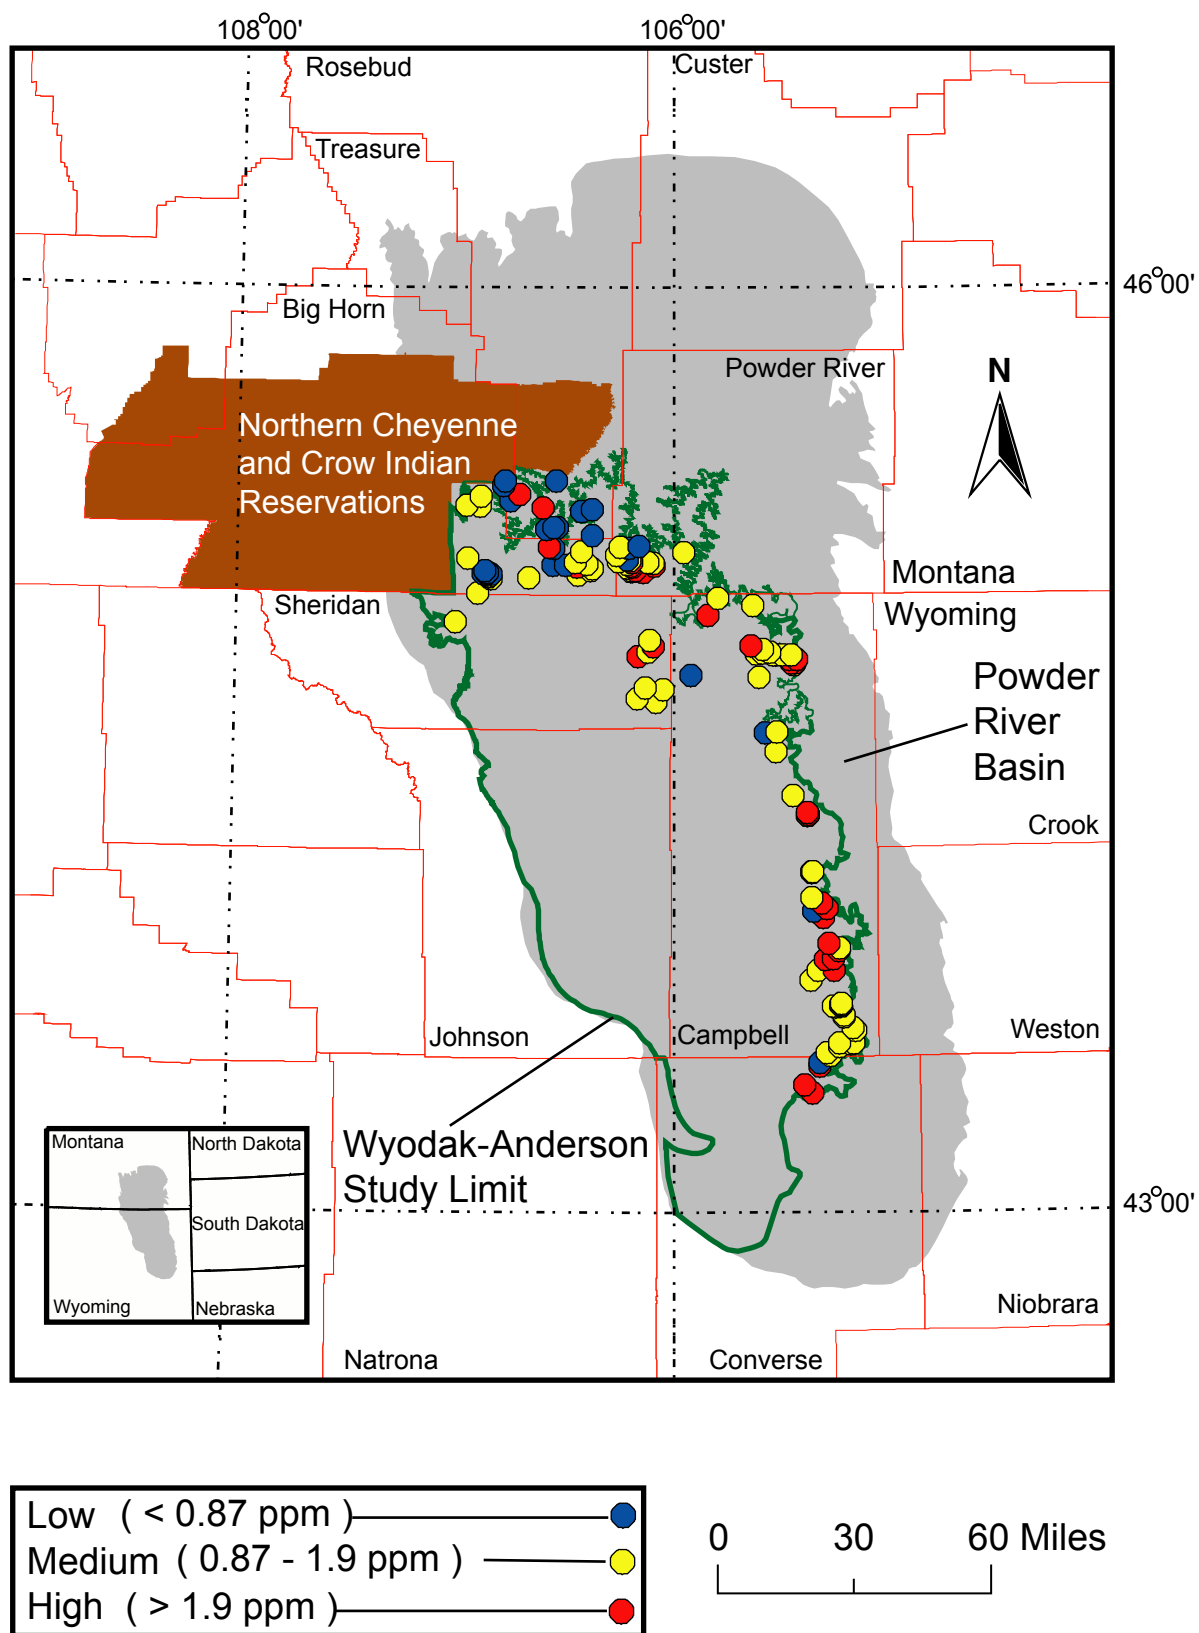 108°00'
106°00'
Rosebud
Custer
Treasure
46°00'
Big Horn
Powder River
N
Northern Cheyenne
and Crow Indian
Reservations
Montana
Sheridan
Wyoming
Powder
River
Basin
Crook
Johnson
Campbell
Weston
Wyodak-Anderson
Study Limit
Montana
North Dakota
South Dakota
Wyoming
Nebraska
43°00'
Niobrara
Natrona
Converse
Low ( < 0.87 ppm )
Medium ( 0.87 - 1.9 ppm )
High ( > 1.9 ppm )
0 30 60 Miles